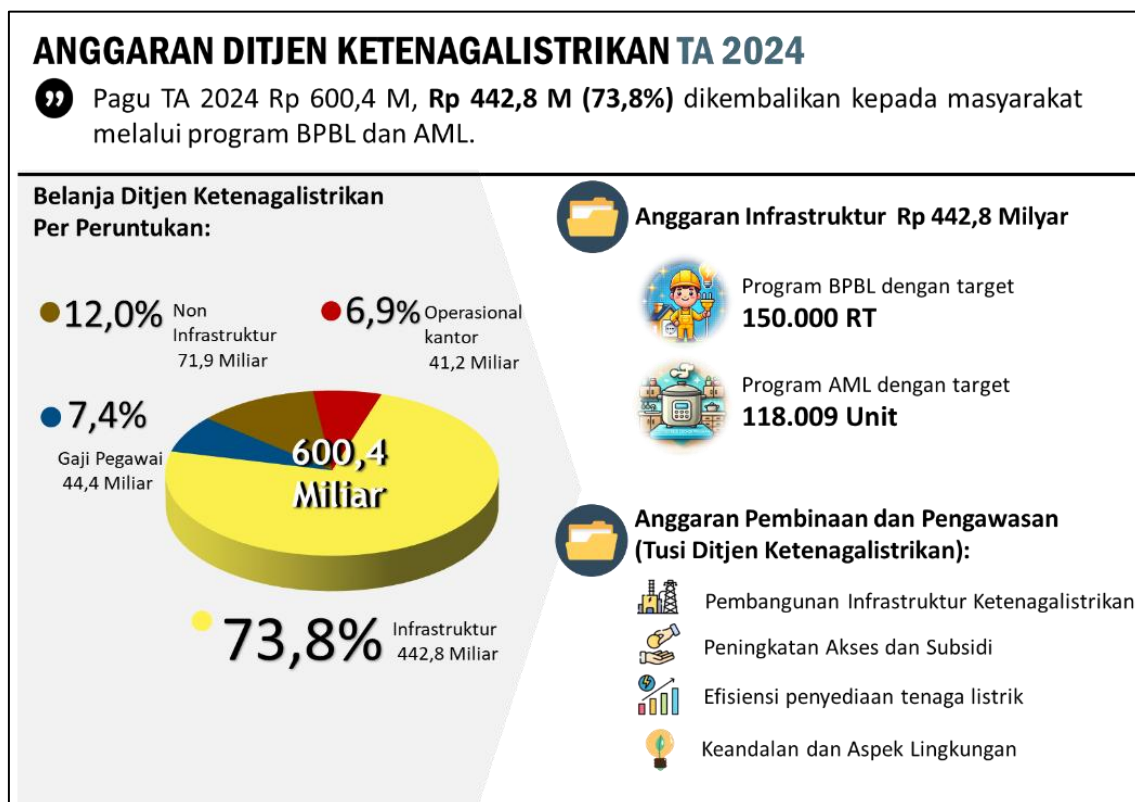 ANGGARAN DITJEN KETENAGALISTRIKAN TA 2024
Pagu TA 2024 Rp 600,4 M, Rp 442,8 M (73,8%) dikembalikan kepada masyarakat
melalui program BPBL dan AML.
Belanja Ditjen Ketenagalistrikan
Per Peruntukan:
12,0% Non
Infrastruktur
71,9 Miliar
6,9% Operasional
kantor
41,2 Miliar
7,4%
Gaji Pegawai
44,4 Miliar
600,4
Miliar
73,8% Infrastruktur
442,8 Miliar
Anggaran Infrastruktur Rp 442,8 Milyar
Program BPBL dengan target
150.000 RT
Program AML dengan target
118.009 Unit
Anggaran Pembinaan dan Pengawasan
(Tusi Ditjen Ketenagalistrikan):
Pembangunan Infrastruktur Ketenagalistrikan
Peningkatan Akses dan Subsidi
Efisiensi penyediaan tenaga listrik
Keandalan dan Aspek Lingkungan